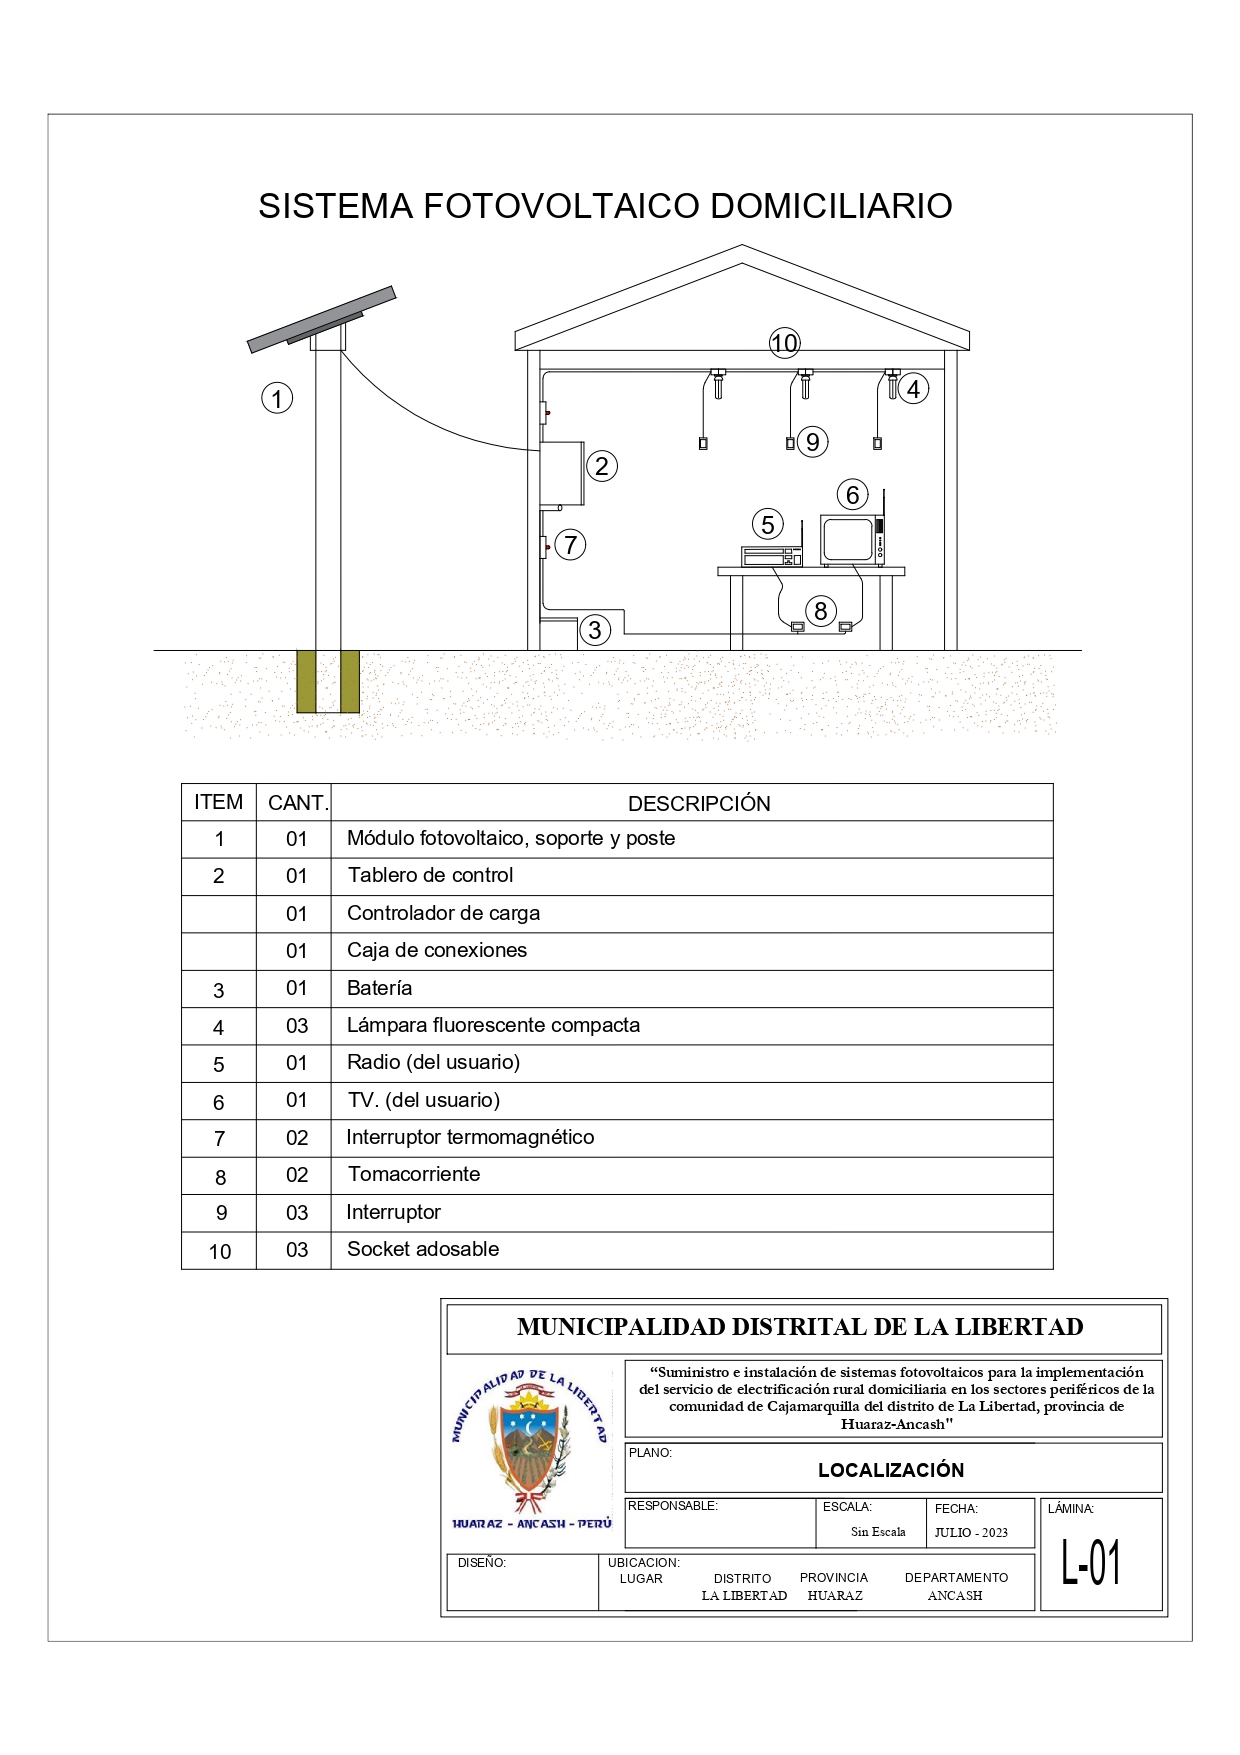 SISTEMA FOTOVOLTAICO DOMICILIARIO
10
1
4
9
2
6
5
7
8
3
ITEM CANT. DESCRIPCIÓN
1 01 Módulo fotovoltaico, soporte y poste
2 01 Tablero de control
01 Controlador de carga
01 Caja de conexiones
3 01 Batería
4 03 Lámpara fluorescente compacta
5 01 Radio (del usuario)
6 01 TV. (del usuario)
7 02 Interruptor termomagnético
8 02 Tomacorriente
9 03 Interruptor
10 03 Socket adosable
MUNICIPALIDAD DISTRITAL DE LA LIBERTAD
MUNICIPALIDAD DE LA LIBERTAD
HUARAZ - ANCASH - PERÚ
“Suministro e instalación de sistemas fotovoltaicos para la implementación
del servicio de electrificación rural domiciliaria en los sectores periféricos de la
comunidad de Cajamarquilla del distrito de La Libertad, provincia de
Huaraz-Ancash"
PLANO:
LOCALIZACIÓN
RESPONSABLE:
ESCALA:
Sin Escala
FECHA:
JULIO - 2023
LÁMINA:
L-01
DISEÑO:
UBICACION:
LUGAR DISTRITO PROVINCIA DEPARTAMENTO
LA LIBERTAD HUARAZ ANCASH